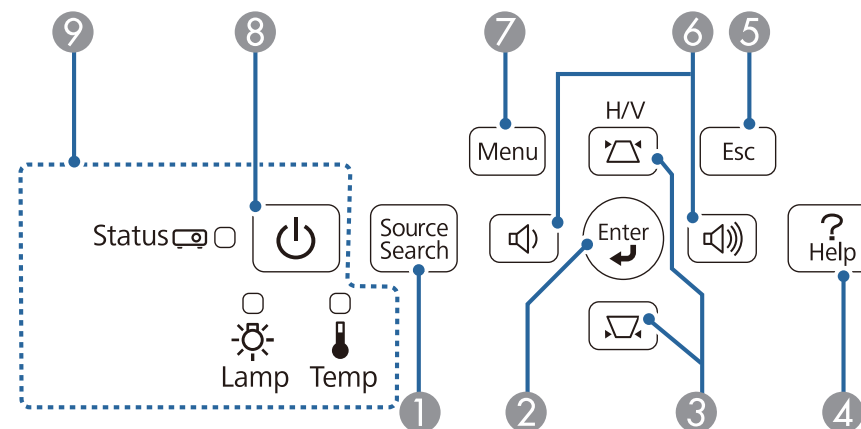 9
8
7
6
5
H/V
Menu
Esc
Status
Source
Search
Enter
?
Help
Lamp
Temp
1
2
3
4